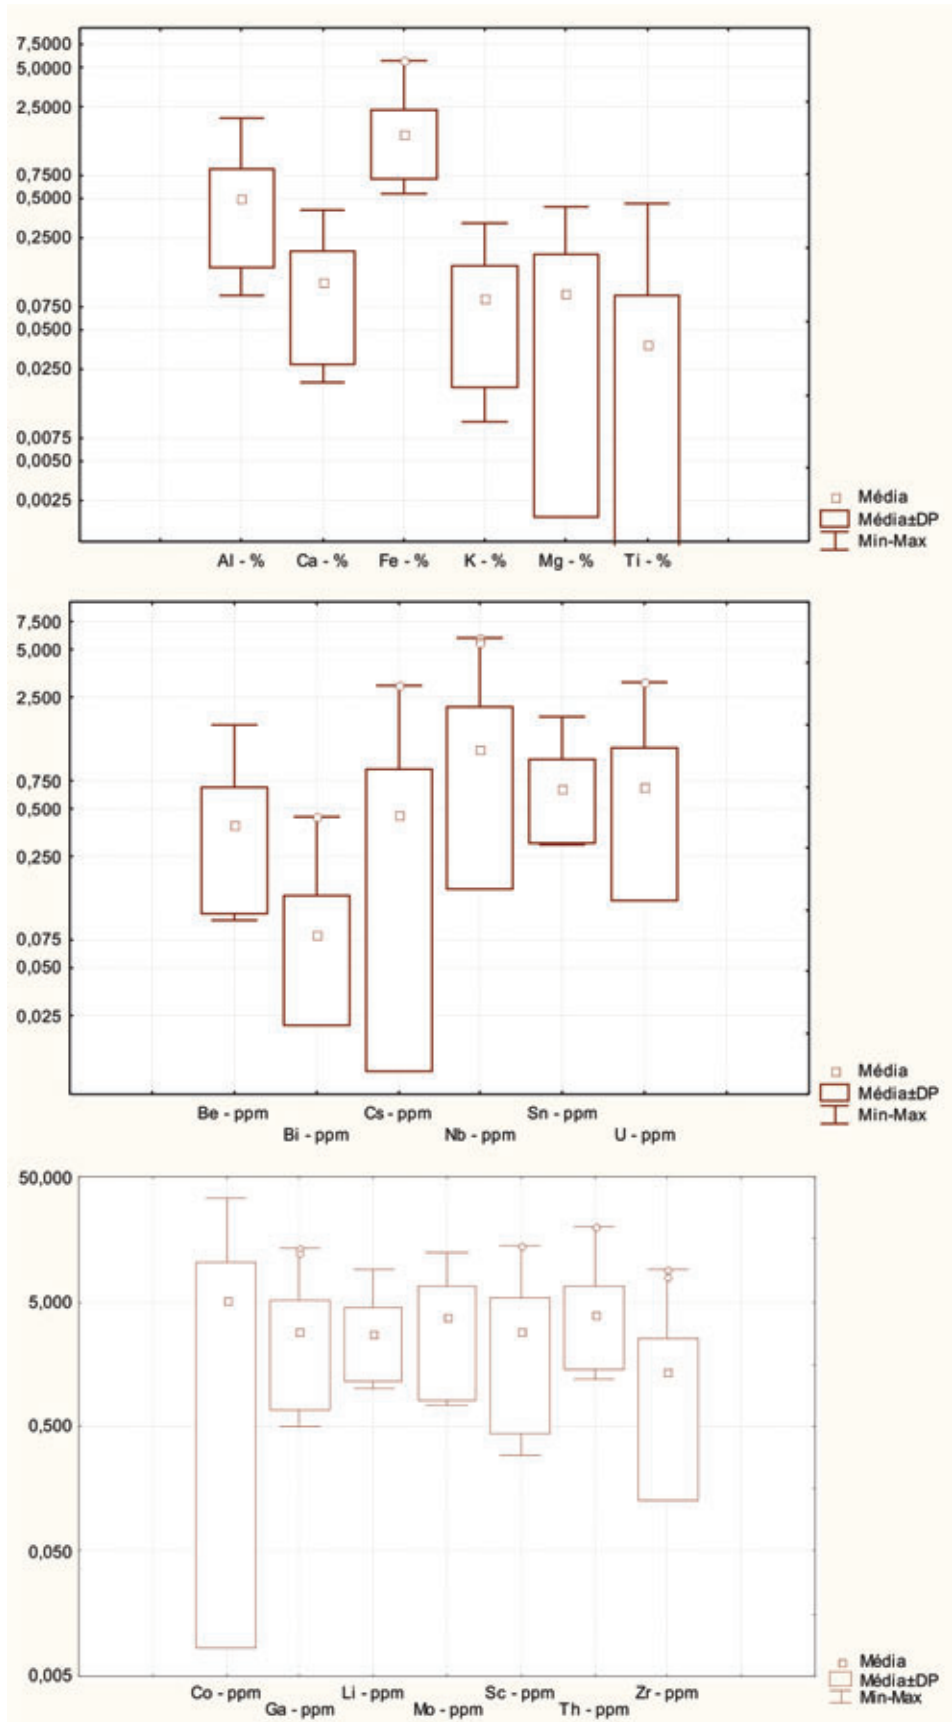 7,5000
5,0000
2,5000
0,7500
0,5000
0,2500
0,0750
0,0500
0,0250
0,0075
0,0050
0,0025
Al - % Ca - % Fe - % K - % Mg - % Ti - %
Média
Média±DP
Min-Max
7,500
5,000
2,500
0,750
0,500
0,250
0,075
0,050
0,025
Be - ppm Cs - ppm Sn - ppm
Bi - ppm Nb - ppm U - ppm
Média
Média±DP
Min-Max
50,000
5,000
0,500
0,050
0,005
Co - ppm Li - ppm Sc - ppm Zr - ppm
Ga - ppm Mo - ppm Th - ppm
Média
Média±DP
Min-Max